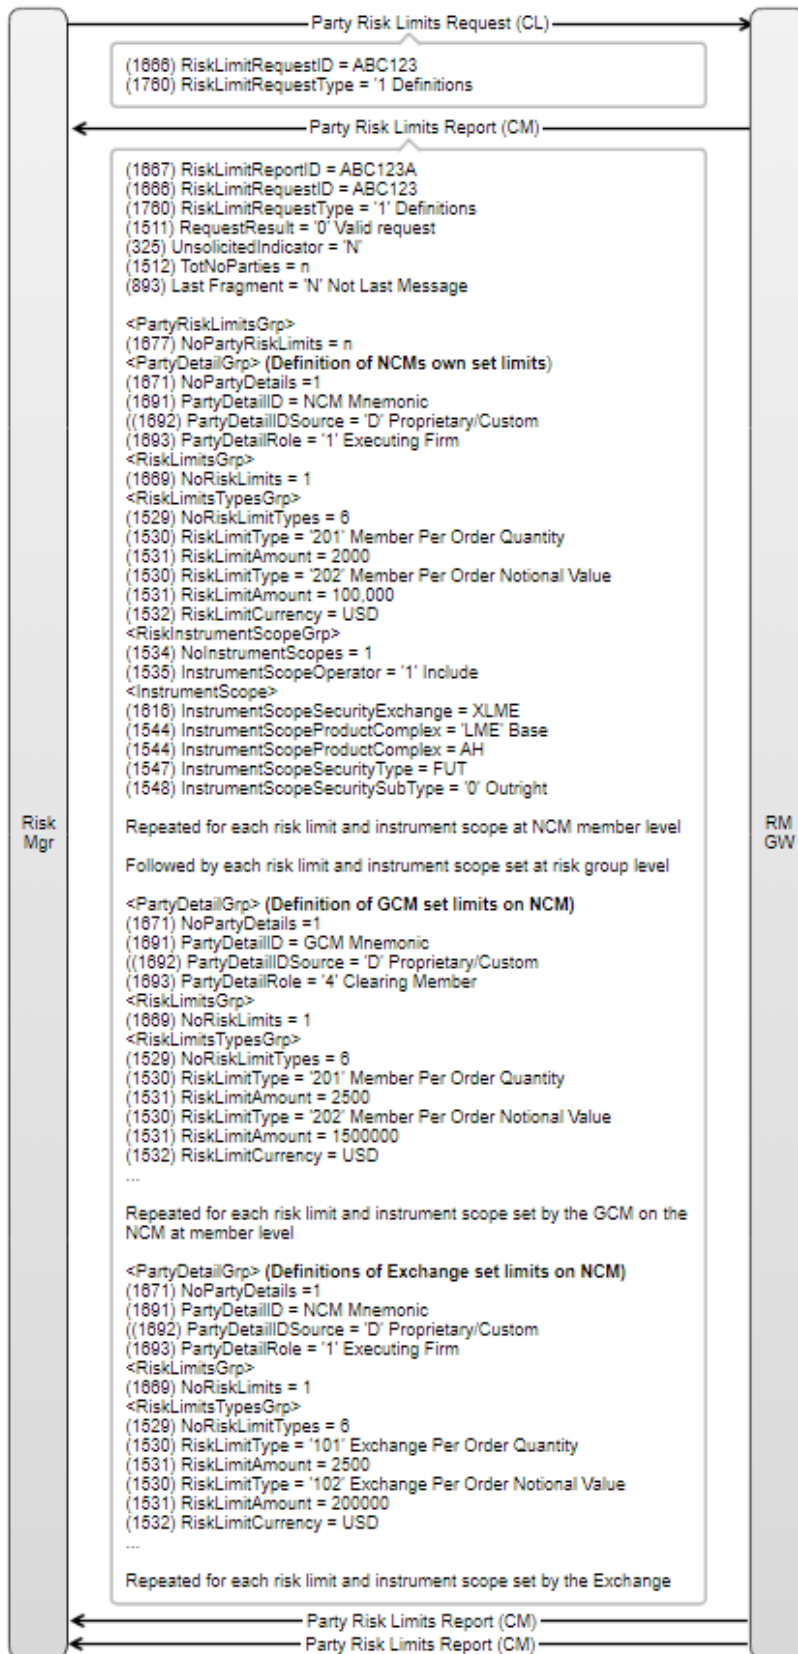 Party Risk Limits Request (CL)
(1666) RiskLimitRequestID = ABC123
(1760) RiskLimitRequestType = '1 Definitions
Party Risk Limits Report (CM)
(1667) RiskLimitReportID = ABC123A
(1666) RiskLimitRequestID = ABC123
(1760) RiskLimitRequestType = '1' Definitions
(1511) RequestResult = '0' Valid request
(325) UnsolicitedIndicator = 'N'
(1512) TotNoParties = n
(893) Last Fragment = 'N' Not Last Message
<PartyRiskLimitsGrp>
(1677) NoPartyRiskLimits = n
<PartyDetailGrp> (Definition of NCMs own set limits)
(1671) NoPartyDetails =1
(1691) PartyDetailID = NCM Mnemonic
((1692) PartyDetailIDSource = 'D' Proprietary/Custom
(1693) PartyDetailRole = '1' Executing Firm
<RiskLimitsGrp>
(1669) NoRiskLimits = 1
<RiskLimitsTypesGrp>
(1529) NoRiskLimitTypes = 6
(1530) RiskLimitType = '201' Member Per Order Quantity
(1531) RiskLimitAmount = 2000
(1530) RiskLimitType = '202' Member Per Order Notional Value
(1531) RiskLimitAmount = 100,000
(1532) RiskLimitCurrency = USD
<RiskInstrumentScopeGrp>
(1534) NoInstrumentScopes = 1
(1535) InstrumentScopeOperator = '1' Include
<InstrumentScope>
(1616) InstrumentScopeSecurityExchange = XLME
(1544) InstrumentScopeProductComplex = 'LME' Base
(1544) InstrumentScopeProductComplex = AH
(1547) InstrumentScopeSecurityType = FUT
(1548) InstrumentScopeSecuritySubType = '0' Outright
Risk
Mgr
Repeated for each risk limit and instrument scope at NCM member level
RM
GW
Followed by each risk limit and instrument scope set at risk group level
<PartyDetailGrp> (Definition of GCM set limits on NCM)
(1671) NoPartyDetails =1
(1691) PartyDetailID = GCM Mnemonic
((1692) PartyDetailIDSource = 'D' Proprietary/Custom
(1693) PartyDetailRole = '4' Clearing Member
<RiskLimitsGrp>
(1669) NoRiskLimits = 1
<RiskLimitsTypesGrp>
(1529) NoRiskLimitTypes = 6
(1530) RiskLimitType = '201' Member Per Order Quantity
(1531) RiskLimitAmount = 2500
(1530) RiskLimitType = '202' Member Per Order Notional Value
(1531) RiskLimitAmount = 1500000
(1532) RiskLimitCurrency = USD
...
Repeated for each risk limit and instrument scope set by the GCM on the
NCM at member level
<PartyDetailGrp> (Definitions of Exchange set limits on NCM)
(1671) NoPartyDetails =1
(1691) PartyDetailID = NCM Mnemonic
((1692) PartyDetailIDSource = 'D' Proprietary/Custom
(1693) PartyDetailRole = '1' Executing Firm
<RiskLimitsGrp>
(1669) NoRiskLimits = 1
<RiskLimitsTypesGrp>
(1529) NoRiskLimitTypes = 6
(1530) RiskLimitType = '101' Exchange Per Order Quantity
(1531) RiskLimitAmount = 2500
(1530) RiskLimitType = '102' Exchange Per Order Notional Value
(1531) RiskLimitAmount = 200000
(1532) RiskLimitCurrency = USD
...
Repeated for each risk limit and instrument scope set by the Exchange
Party Risk Limits Report (CM)
Party Risk Limits Report (CM)